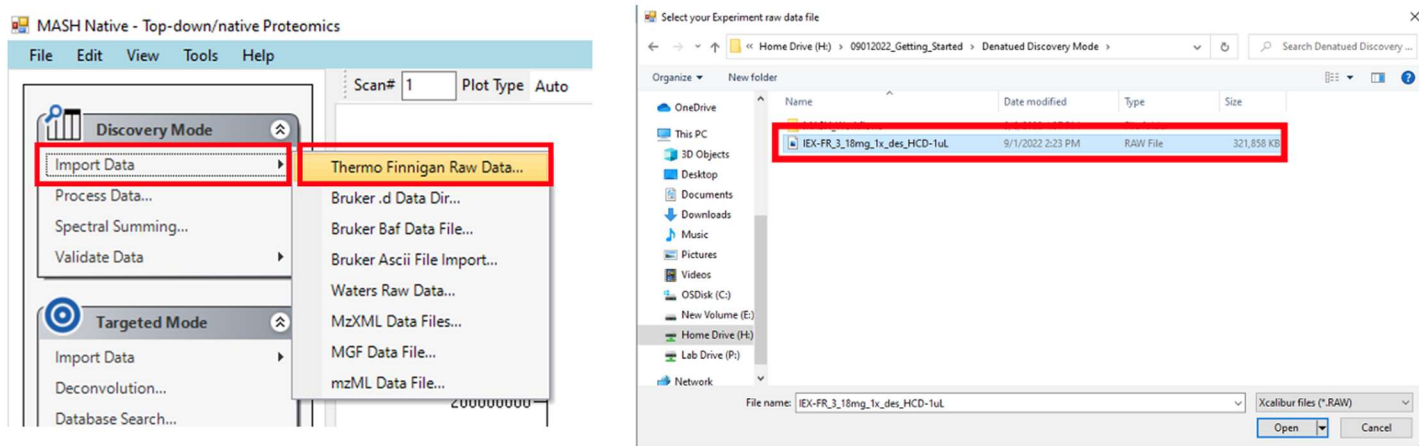 MASH Native - Top-down/native Proteomics
File Edit View Tools Help
Scan# 1 Plot Type Auto
Discovery Mode
Import Data
Process Data...
Spectral Summing...
Validate Data
Targeted Mode
Import Data
Deconvolution...
Database Search...
Thermo Finnigan Raw Data...
Bruker .d Data Dir...
Bruker Baf Data File...
Bruker Ascii File Import...
Waters Raw Data...
MzXML Data Files...
MGF Data File...
mzML Data File...
200000000
Select your Experiment raw data file
« Home Drive (H:) › 09012022_Getting_Started › Denatued Discovery Mode ›
Search Denatued Discovery ...
Organize New folder
Name Date modified Type Size
IEX-FR_3_18mg_1x_des_HCD-1uL 9/1/2022 2:23 PM RAW File 321,858 KB
OneDrive
This PC
3D Objects
Desktop
Documents
Downloads
Music
Pictures
Videos
OSDisk (C:)
New Volume (E:)
Home Drive (H:)
Lab Drive (P:)
Network
File name: IEX-FR_3_18mg_1x_des_HCD-1uL Xcalibur files (*.RAW)
Open Cancel